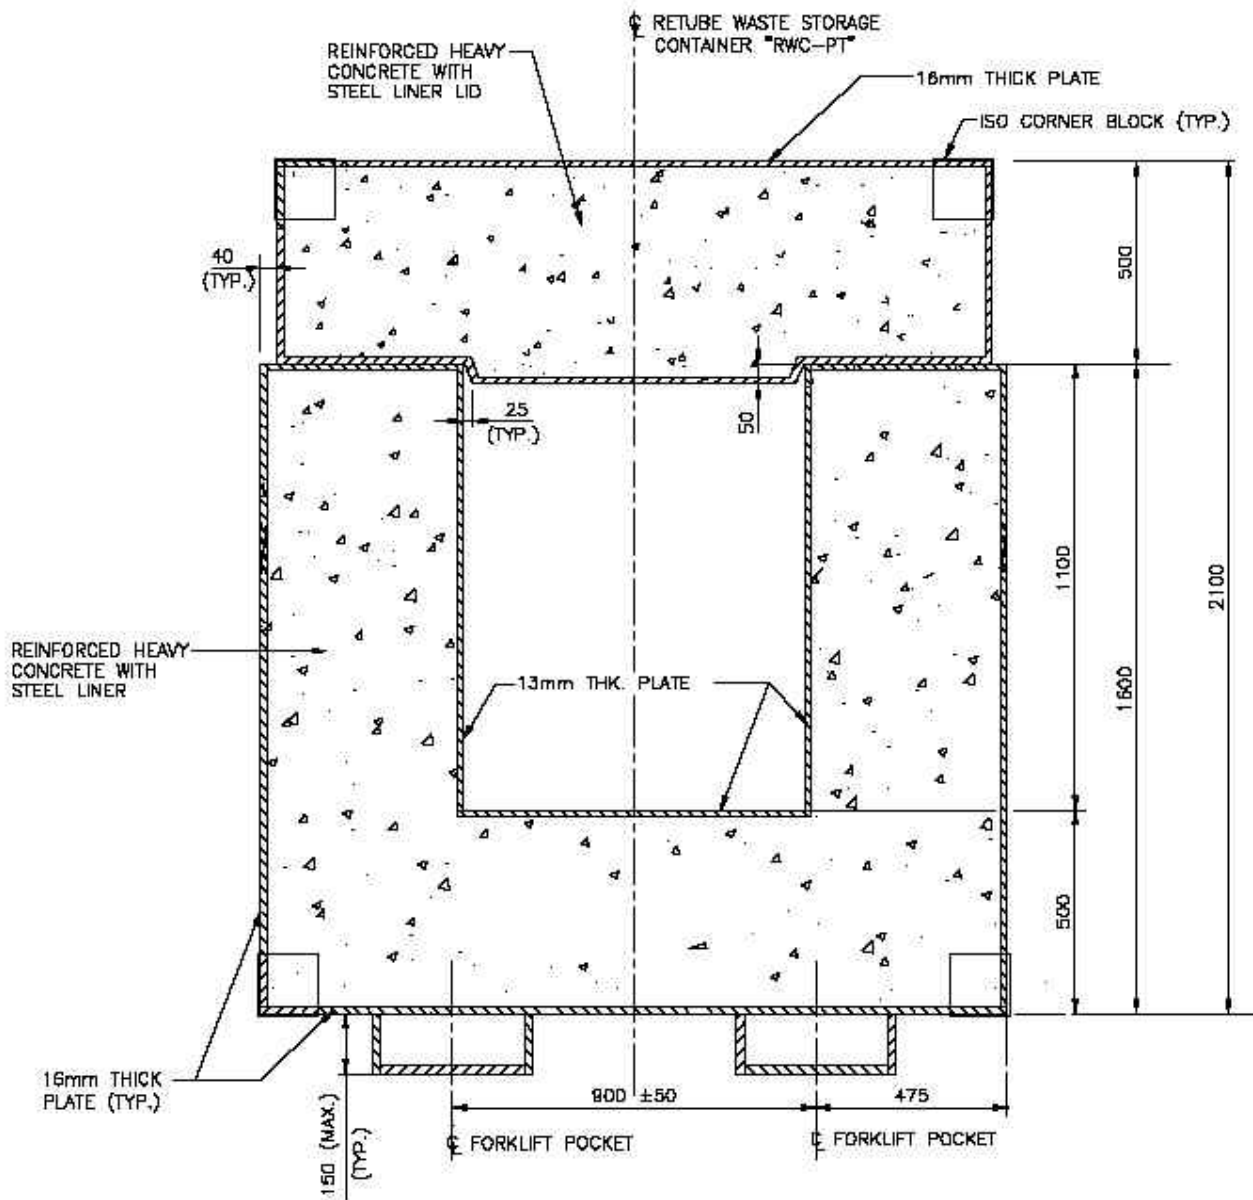 ℄ RETUBE WASTE STORAGE
CONTAINER "RWC-PT"
REINFORCED HEAVY
CONCRETE WITH
STEEL LINER LID
16mm THICK PLATE
ISO CORNER BLOCK (TYP.)
40
(TYP.)
500
25
(TYP.)
50
1100
1600
2100
REINFORCED HEAVY
CONCRETE WITH
STEEL LINER
13mm THK. PLATE
500
16mm THICK
PLATE (TYP.)
150 (MAX.)
(TYP.)
900 ±50
475
℄ FORKLIFT POCKET
℄ FORKLIFT POCKET